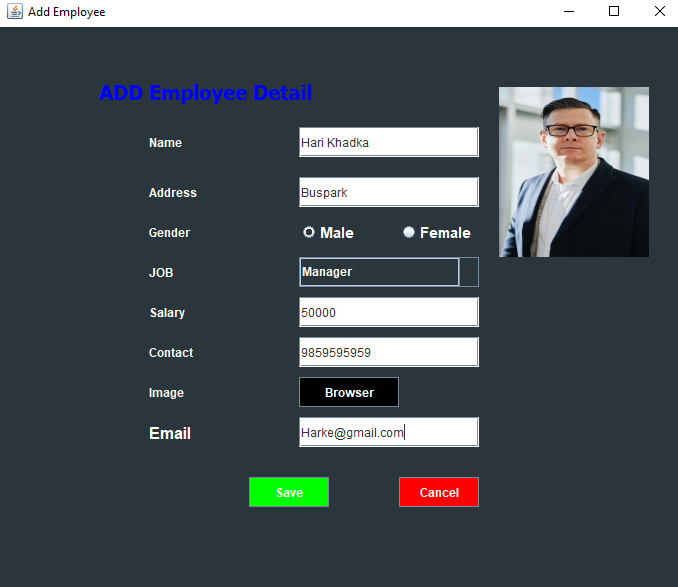 Add Employee
ADD Employee Detail
Name Hari Khadka
Address Buspark
Gender Male Female
JOB Manager
Salary 50000
Contact 9859595959
Image Browser
Email Harke@gmail.com
Save Cancel